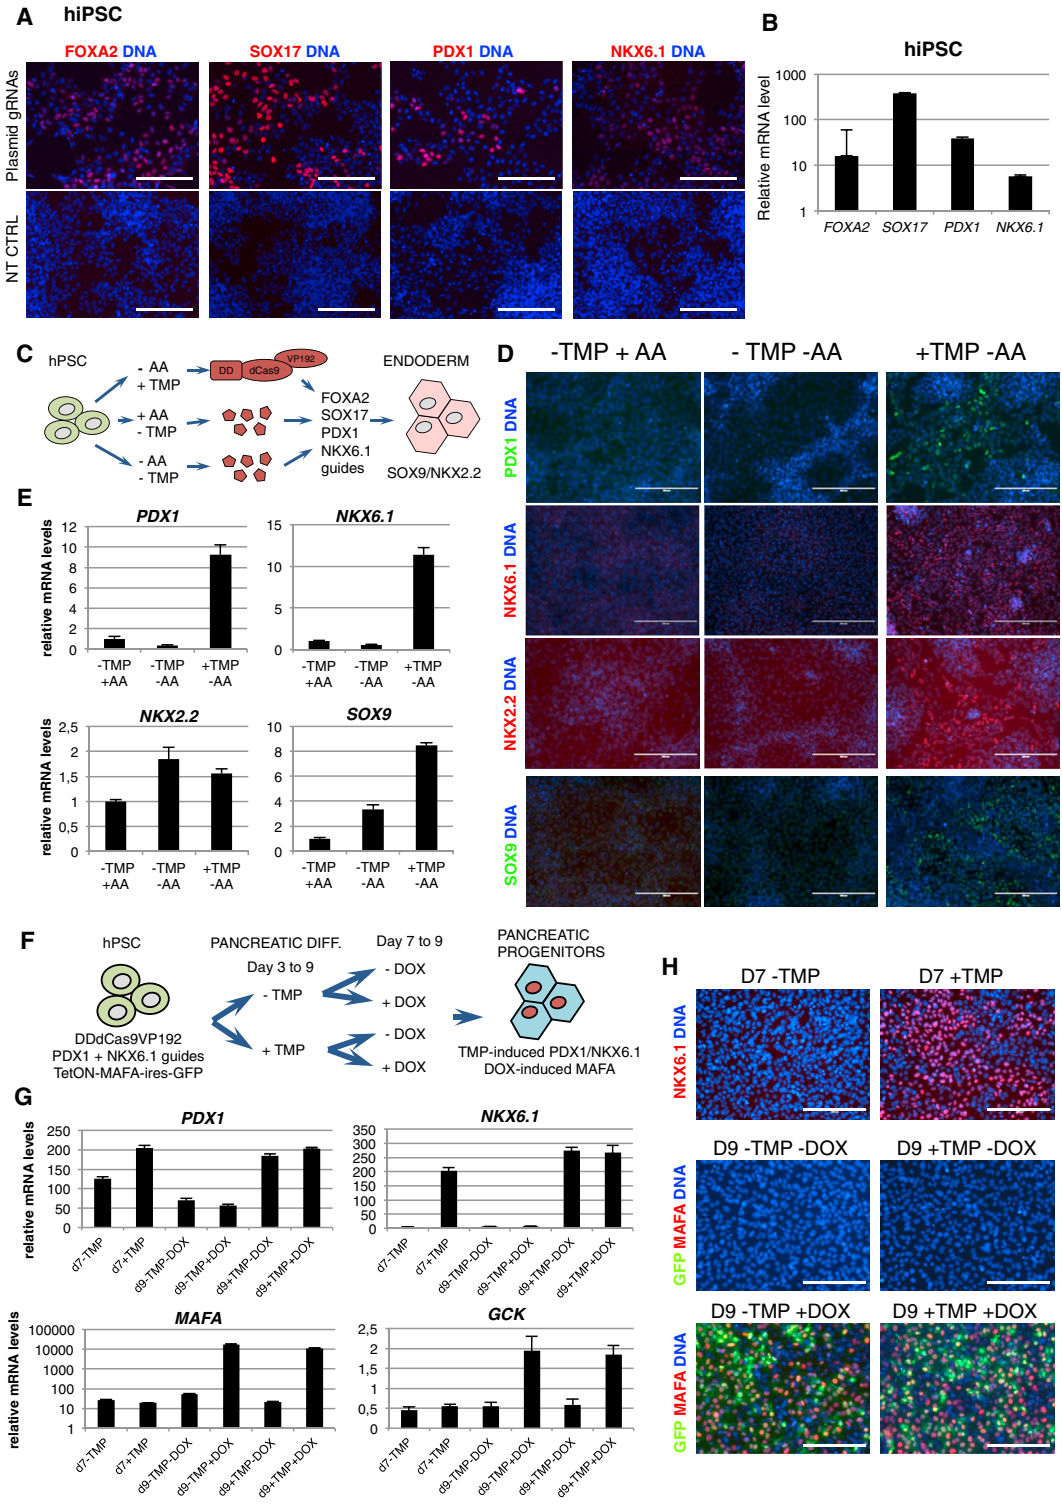 A hiPSC
FOXA2 DNA
SOX17 DNA
PDX1 DNA
NKX6.1 DNA
Plasmid gRNAs
NT CTRL
B
hiPSC
Relative mRNA level
1000
100
10
1
FOXA2 SOX17 PDX1 NKX6.1
C
hPSC
- AA
+ TMP
+ AA
- TMP
- AA
- TMP
DD dCas9 VP192
FOXA2
SOX17
PDX1
NKX6.1
guides
ENDODERM
SOX9/NKX2.2
D
-TMP + AA
- TMP -AA
+TMP -AA
PDX1 DNA
NKX6.1 DNA
NKX2.2 DNA
SOX9 DNA
E
PDX1
relative mRNA levels
12
10
8
6
4
2
0
-TMP -TMP +TMP
+AA -AA -AA
NKX6.1
15
10
5
0
-TMP -TMP +TMP
+AA -AA -AA
NKX2.2
relative mRNA levels
2,5
2
1,5
1
0,5
0
-TMP -TMP +TMP
+AA -AA -AA
SOX9
10
8
6
4
2
0
-TMP -TMP +TMP
+AA -AA -AA
F
hPSC
DDdCas9VP192
PDX1 + NKX6.1 guides
TetON-MAFA-ires-GFP
PANCREATIC DIFF.
Day 3 to 9
- TMP
+ TMP
Day 7 to 9
- DOX
+ DOX
- DOX
+ DOX
PANCREATIC
PROGENITORS
TMP-induced PDX1/NKX6.1
DOX-induced MAFA
G
PDX1
relative mRNA levels
250
200
150
100
50
0
d7-TMP
d7+TMP
d9-TMP-DOX
d9-TMP+DOX
d9+TMP-DOX
d9+TMP+DOX
NKX6.1
350
300
250
200
150
100
50
0
d7-TMP
d7+TMP
d9-TMP-DOX
d9-TMP+DOX
d9+TMP-DOX
d9+TMP+DOX
MAFA
relative mRNA levels
100000
10000
1000
100
10
1
d7-TMP
d7+TMP
d9-TMP-DOX
d9-TMP+DOX
d9+TMP-DOX
d9+TMP+DOX
GCK
2,5
2
1,5
1
0,5
0
d7-TMP
d7+TMP
d9-TMP-DOX
d9-TMP+DOX
d9+TMP-DOX
d9+TMP+DOX
H
D7 -TMP
D7 +TMP
NKX6.1 DNA
D9 -TMP -DOX
D9 +TMP -DOX
GFP MAFA DNA
D9 -TMP +DOX
D9 +TMP +DOX
GFP MAFA DNA